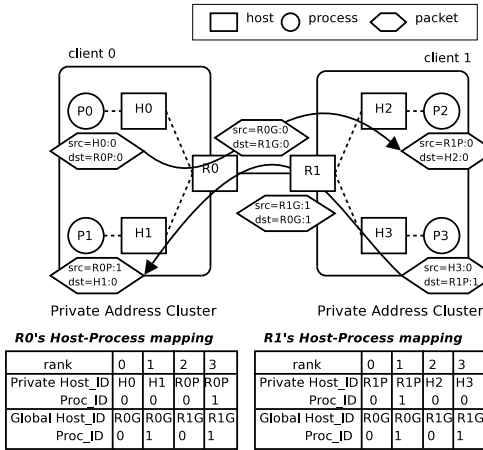 host process packet
client 0
client 1
P0 H0
H2 P2
src=H0:0
dst=R0P:0
src=R0G:0
dst=R1G:0
src=R1P:0
dst=H2:0
R0 R1
src=R1G:1
dst=R0G:1
P1 H1
H3 P3
src=R0P:1
dst=H1:0
src=H3:0
dst=R1P:1
Private Address Cluster
Private Address Cluster
R0's Host-Process mapping
rank 0 1 2 3
Private Host_ID H0 H1 R0P R0P
Proc_ID 0 0 0 1
Global Host_ID R0G R0G R1G R1G
Proc_ID 0 1 0 1
R1's Host-Process mapping
rank 0 1 2 3
Private Host_ID R1P R1P H2 H3
Proc_ID 0 1 0 0
Global Host_ID R0G R0G R1G R1G
Proc_ID 0 1 0 1